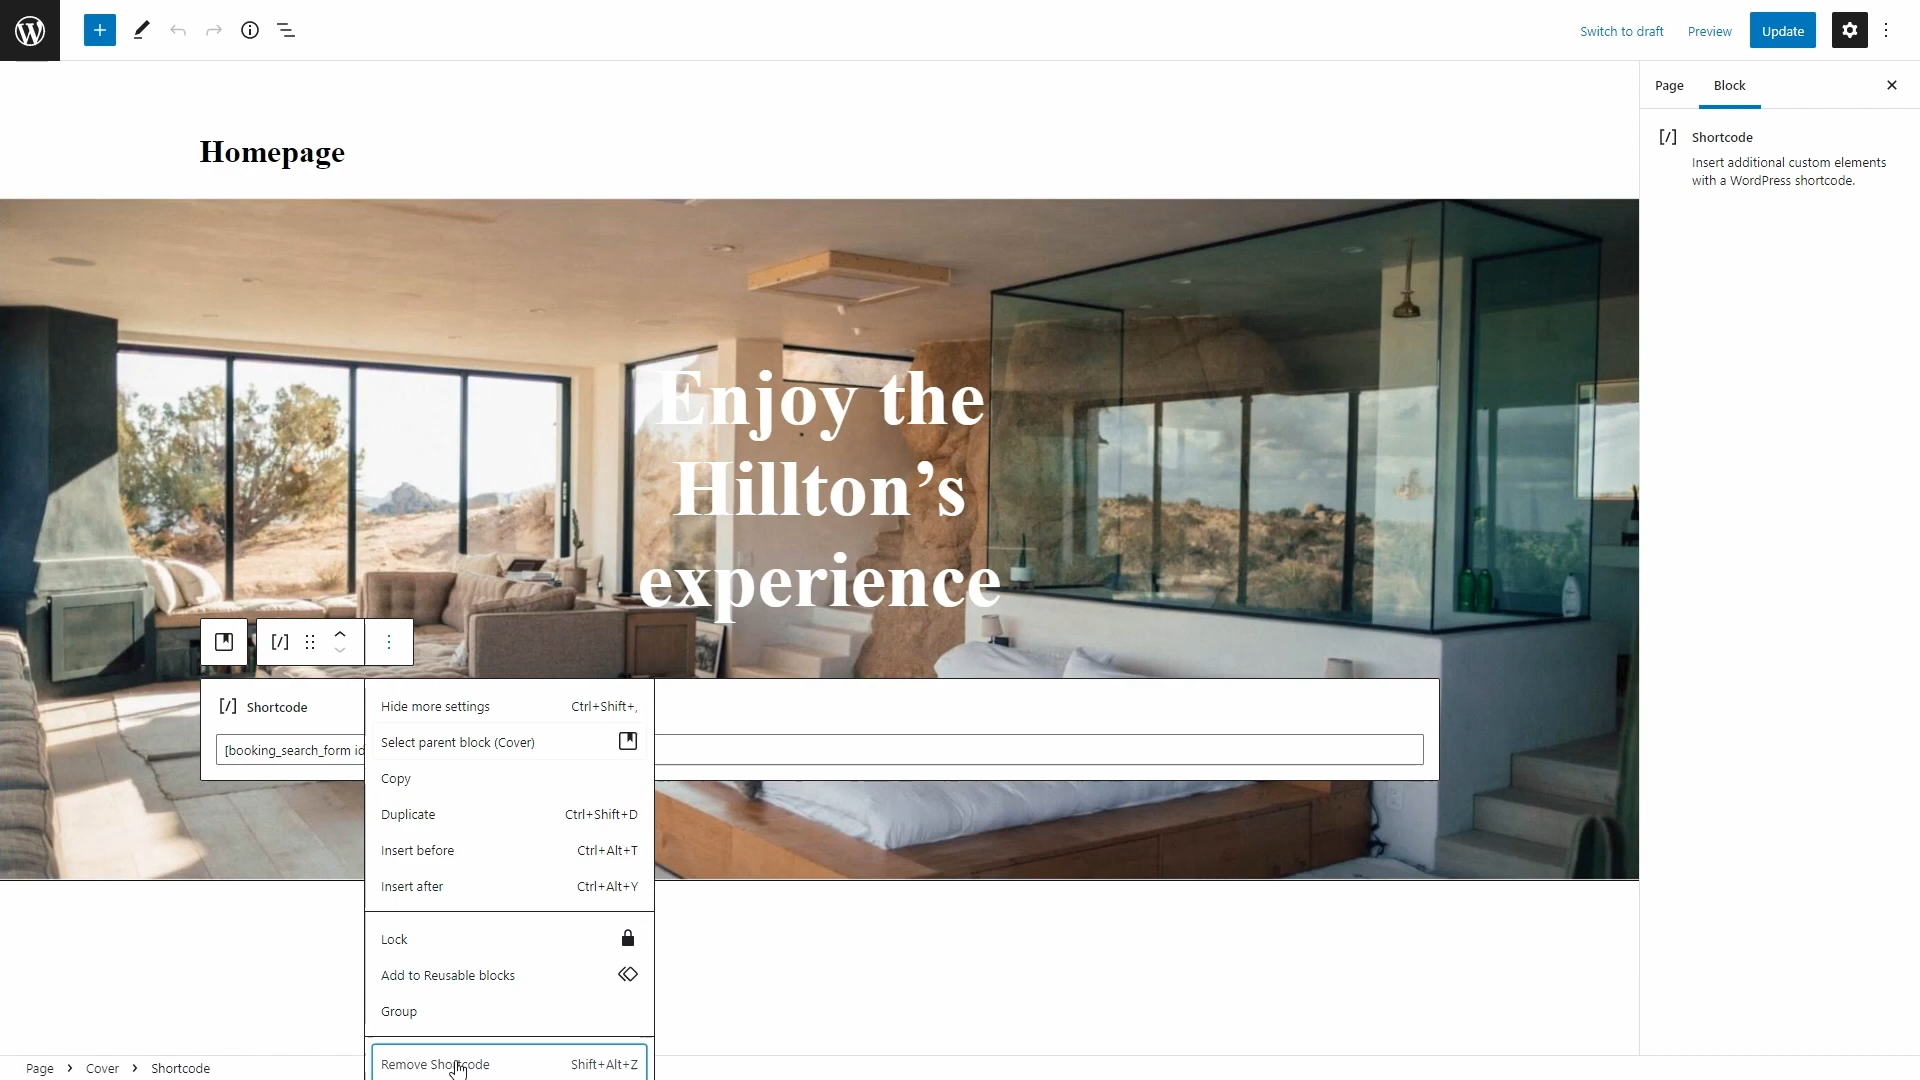 Switch to draft
Preview
Update
Page
Block
Shortcode
Insert additional custom elements
with a WordPress shortcode.
Homepage
Enjoy the
Hillton’s
experience
[/] Shortcode
[booking_search_form id
Hide more settings Ctrl+Shift+,
Select parent block (Cover)
Copy
Duplicate Ctrl+Shift+D
Insert before Ctrl+Alt+T
Insert after Ctrl+Alt+Y
Lock
Add to Reusable blocks
Group
Remove Shortcode Shift+Alt+Z
Page > Cover > Shortcode